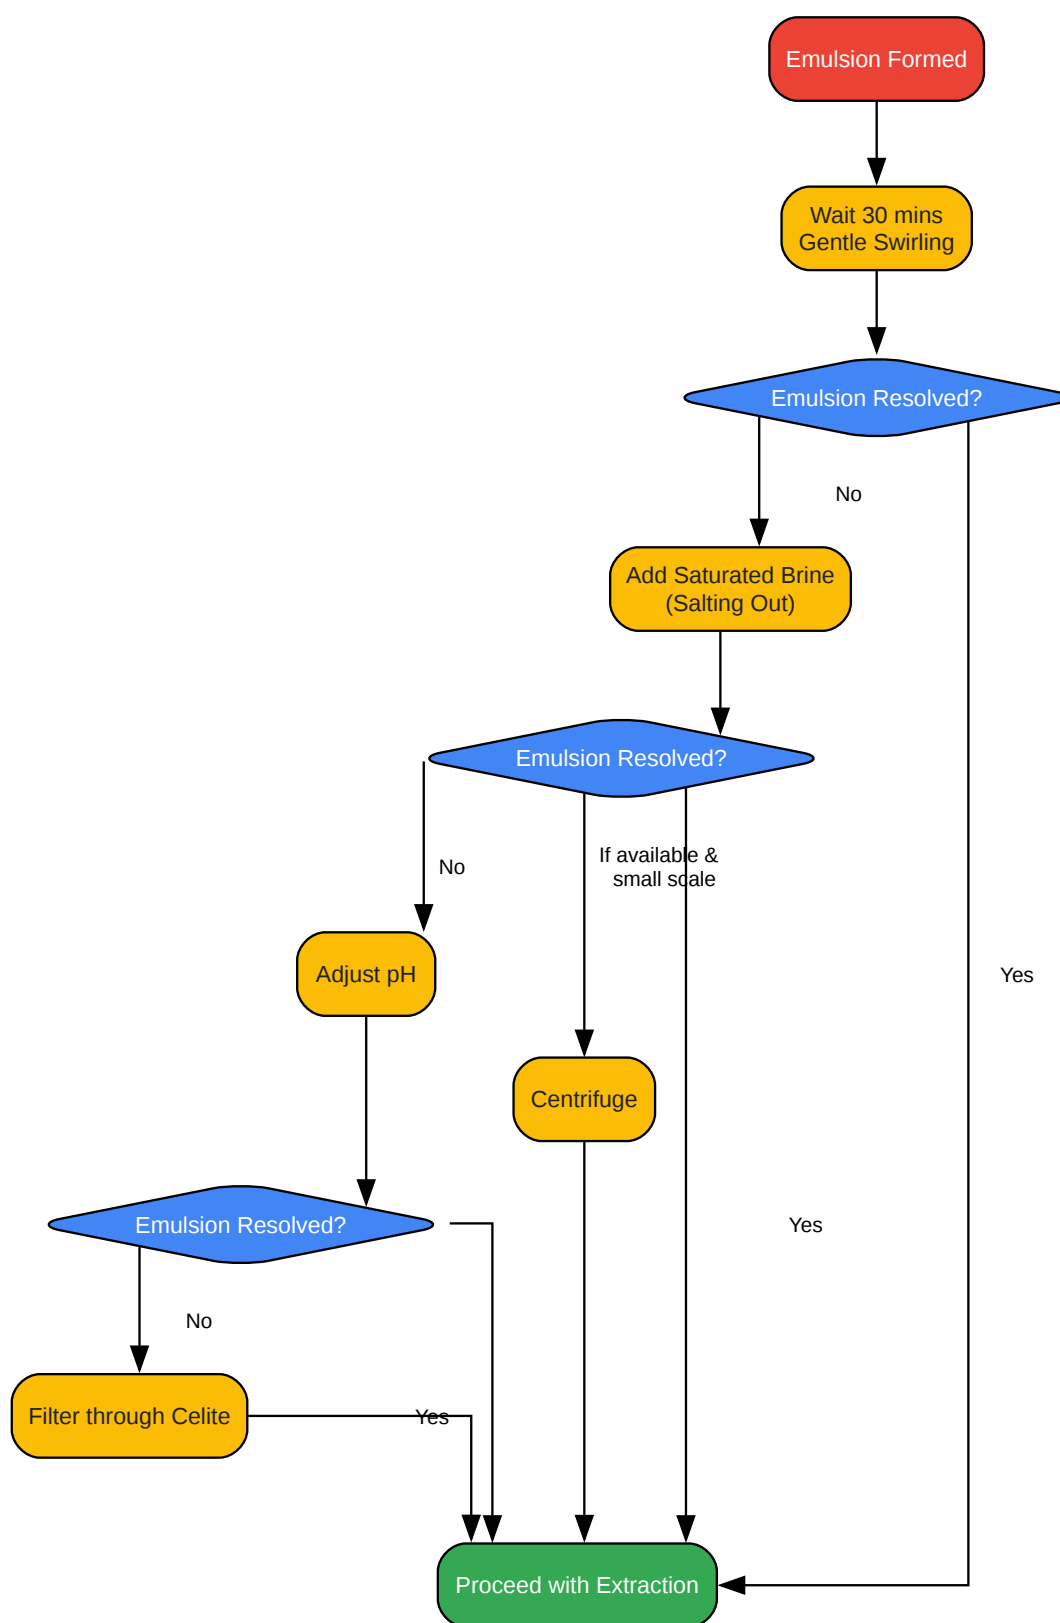 Emulsion Formed
Wait 30 mins
Gentle Swirling
Emulsion Resolved?
No
Add Saturated Brine
(Salting Out)
Emulsion Resolved?
If available &
small scale
No
Adjust pH
Yes
Centrifuge
Emulsion Resolved?
Yes
No
Filter through Celite
Yes
Proceed with Extraction